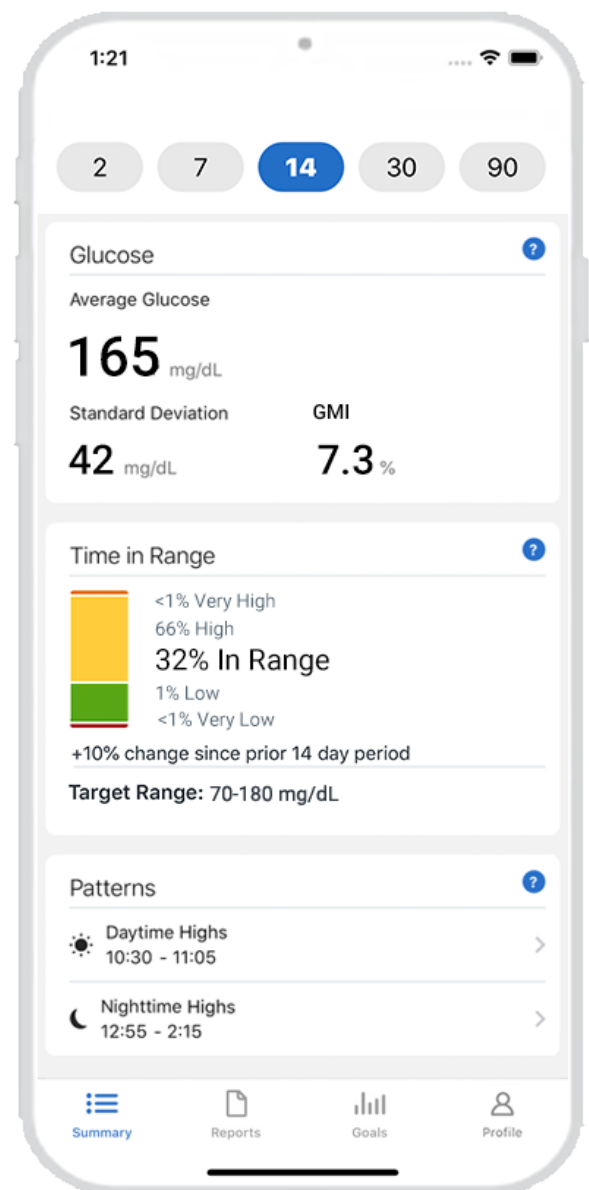 1:21
2 7 14 30 90
Glucose ?
Average Glucose
165 mg/dL
Standard Deviation GMI
42 mg/dL 7.3 %
Time in Range ?
<1% Very High
66% High
32% In Range
1% Low
<1% Very Low
+10% change since prior 14 day period
Target Range: 70-180 mg/dL
Patterns ?
Daytime Highs
10:30 - 11:05
Nighttime Highs
12:55 - 2:15
Summary Reports Goals Profile